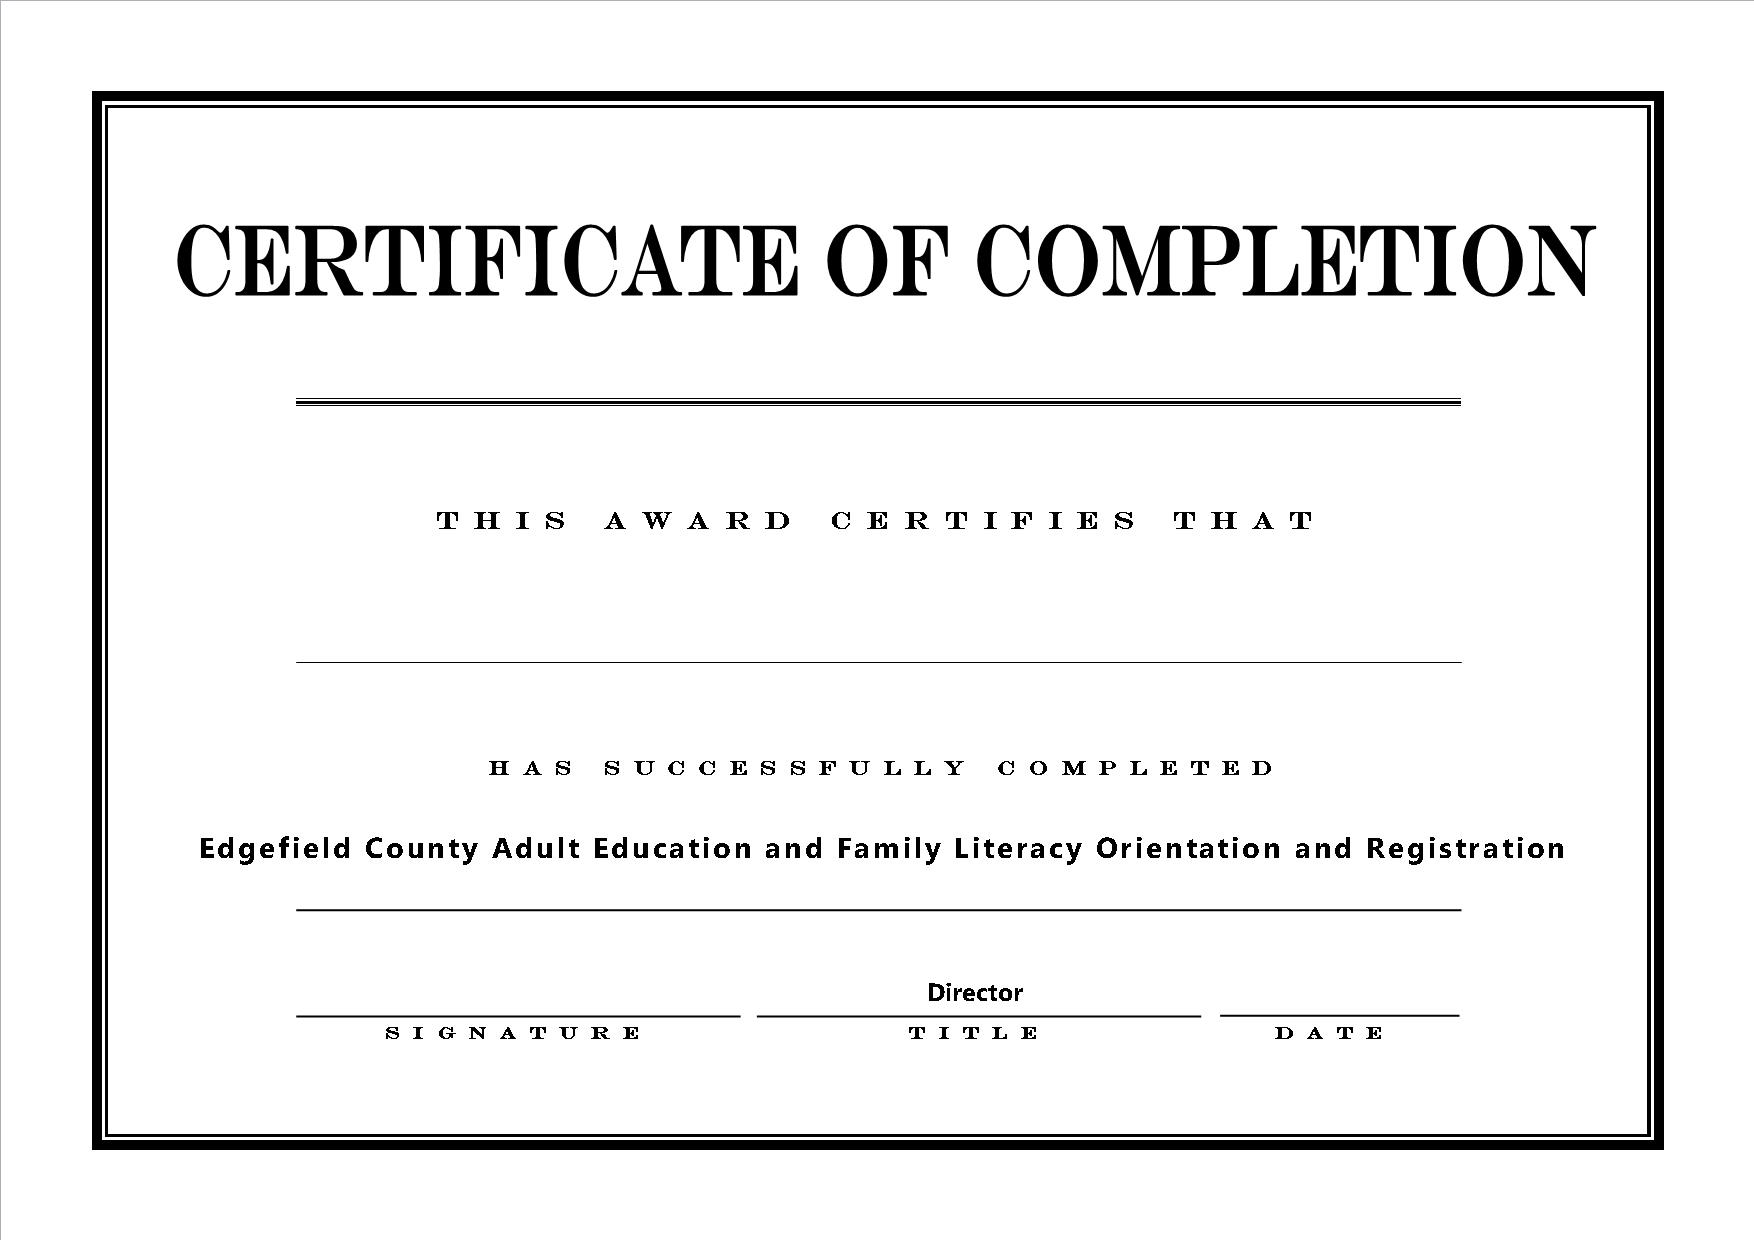 CERTIFICATE OF COMPLETION
THIS AWARD CERTIFIES THAT
HAS SUCCESSFULLY COMPLETED
Edgefield County Adult Education and Family Literacy Orientation and Registration
Director
SIGNATURE TITLE DATE